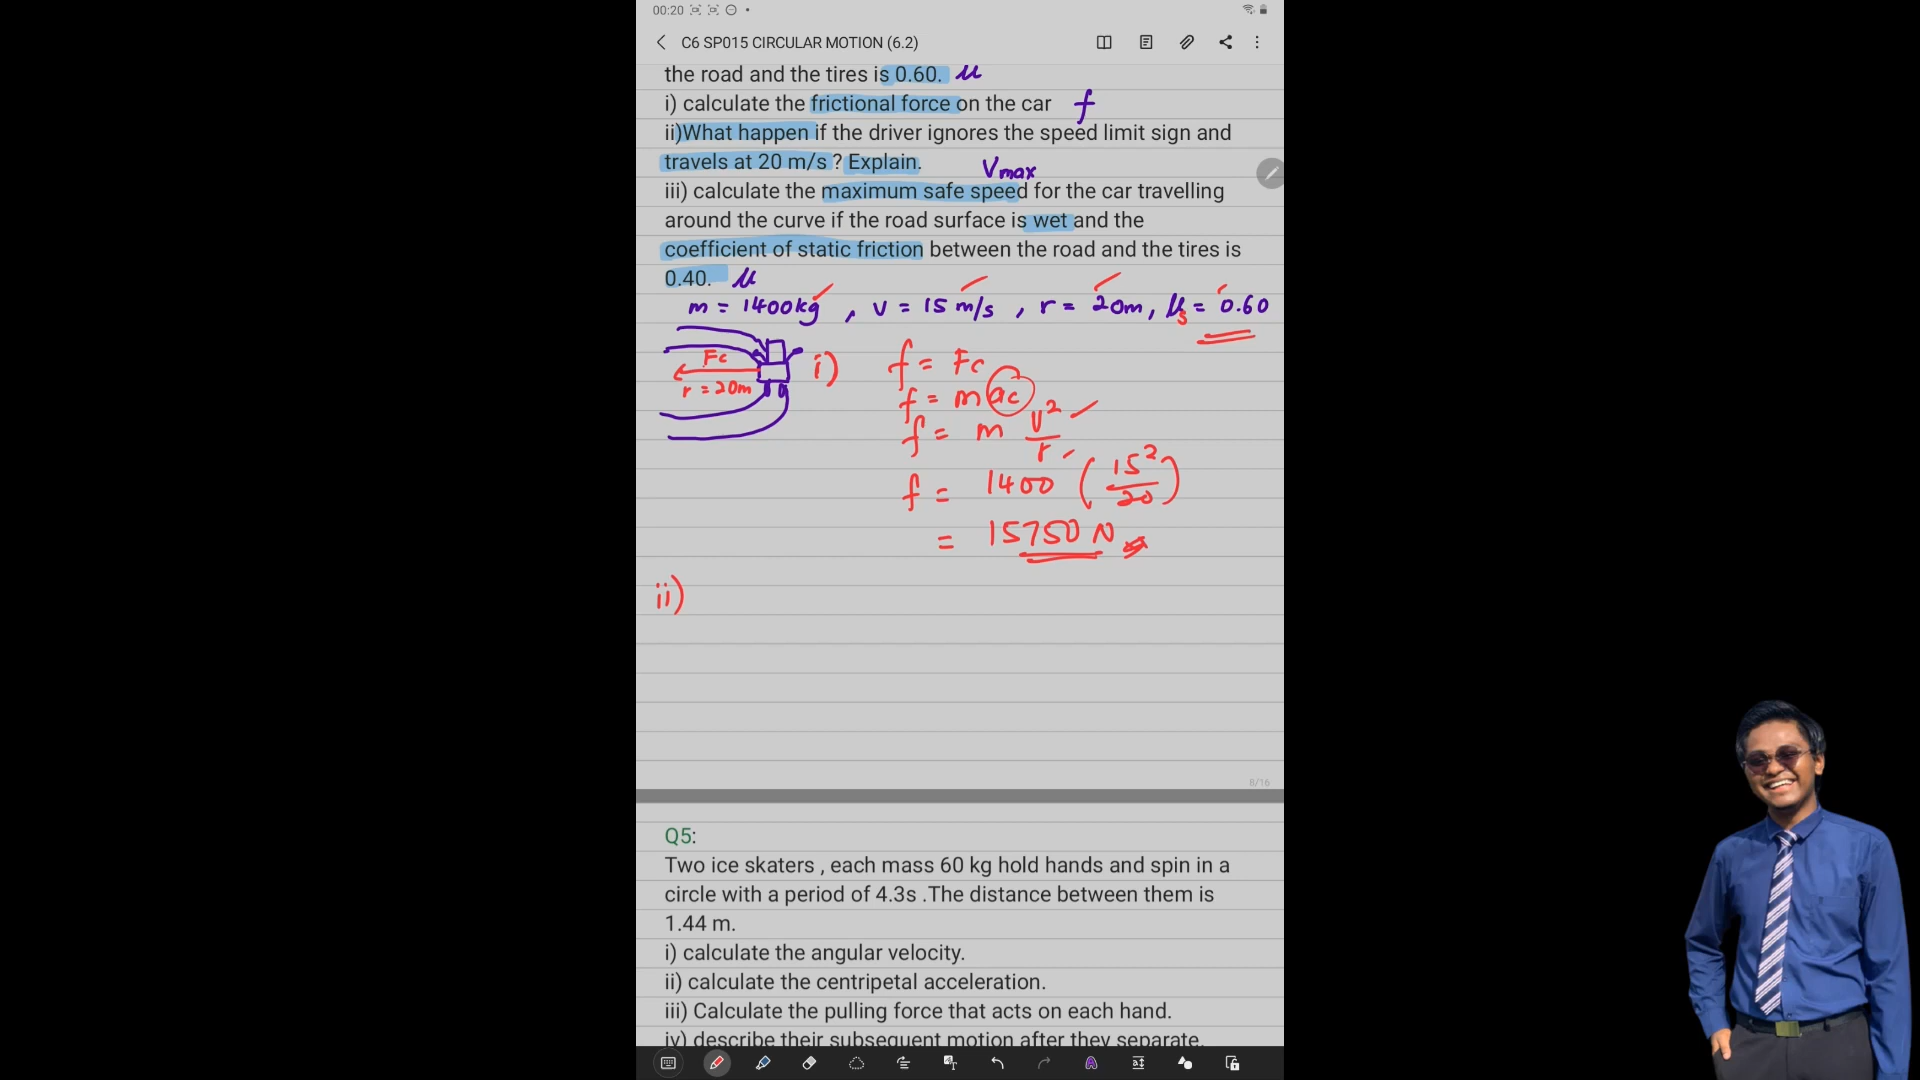 00:20
C6 SP015 CIRCULAR MOTION (6.2)
the road and the tires is 0.60. μ
i) calculate the frictional force on the car f
ii)What happen if the driver ignores the speed limit sign and
travels at 20 m/s ? Explain.
Vmax
iii) calculate the maximum safe speed for the car travelling
around the curve if the road surface is wet and the
coefficient of static friction between the road and the tires is
0.40. μ
m = 1400kg , v = 15 m/s , r = 20m, μs = 0.60
Fc
r = 20m
i) f = Fc
f = m ac
f = m v²/r
f = 1400 (15²/20)
= 15750 N
ii)
8/16
Q5:
Two ice skaters , each mass 60 kg hold hands and spin in a
circle with a period of 4.3s .The distance between them is
1.44 m.
i) calculate the angular velocity.
ii) calculate the centripetal acceleration.
iii) Calculate the pulling force that acts on each hand.
iv) describe their subsequent motion after they separate.